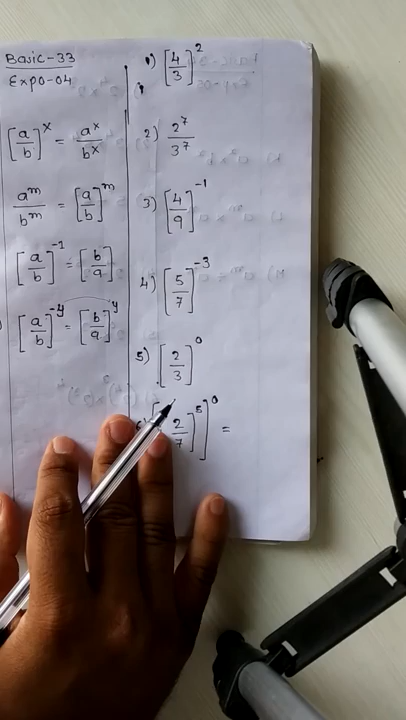 Basic-33
Expo-04
[a/b]^x = a^x/b^x
a^m/b^m = [a/b]^m
[a/b]^-1 = [b/a]
[a/b]^-y = [b/a]^y
1) [4/3]^2
2) 2^7/3^7
3) [4/9]^-1
4) [5/7]^-3
5) [2/3]^0
[2/7]^5]^0 =